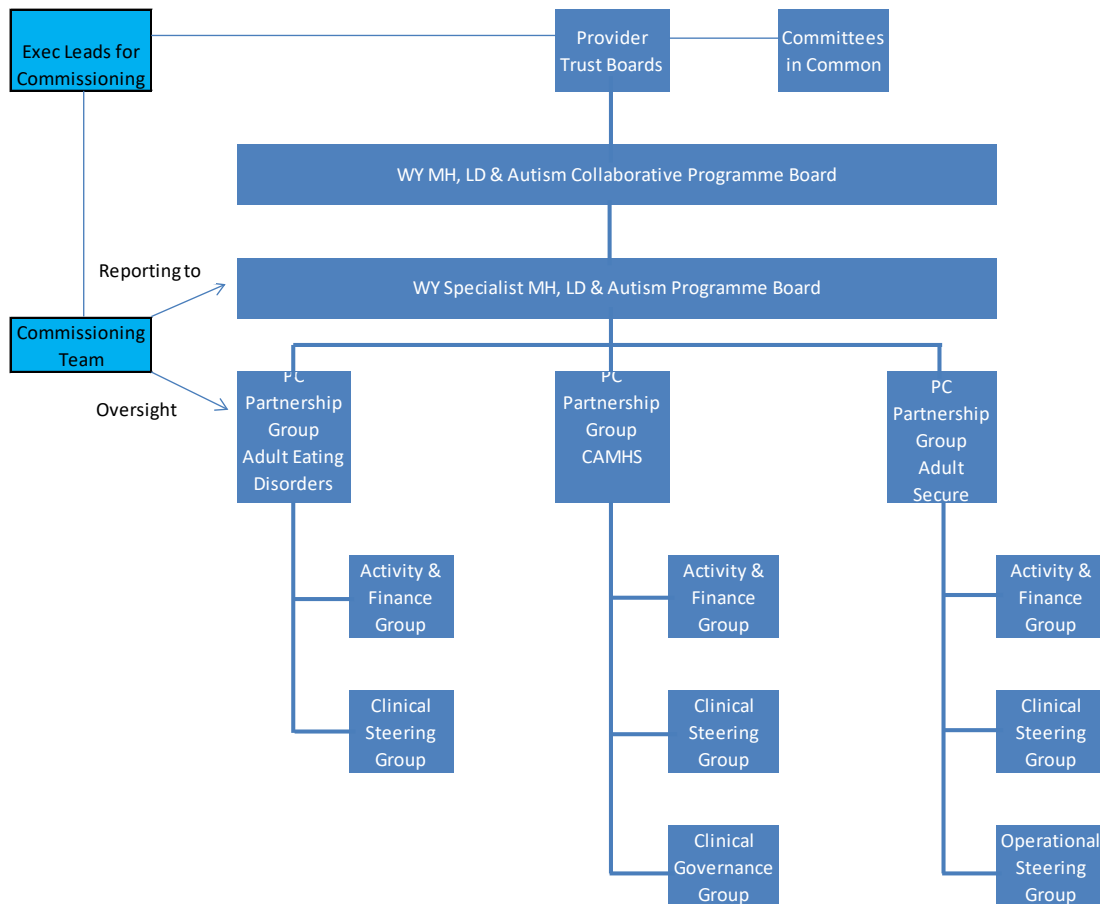 Exec Leads for
Commissioning
Provider
Trust Boards
Committees
in Common
WY MH, LD & Autism Collaborative Programme Board
Reporting to
WY Specialist MH, LD & Autism Programme Board
Commissioning
Team
Oversight
PC
Partnership
Group
Adult Eating
Disorders
PC
Partnership
Group
CAMHS
PC
Partnership
Group
Adult
Secure
Activity &
Finance
Group
Activity &
Finance
Group
Activity &
Finance
Group
Clinical
Steering
Group
Clinical
Steering
Group
Clinical
Steering
Group
Clinical
Governance
Group
Operational
Steering
Group